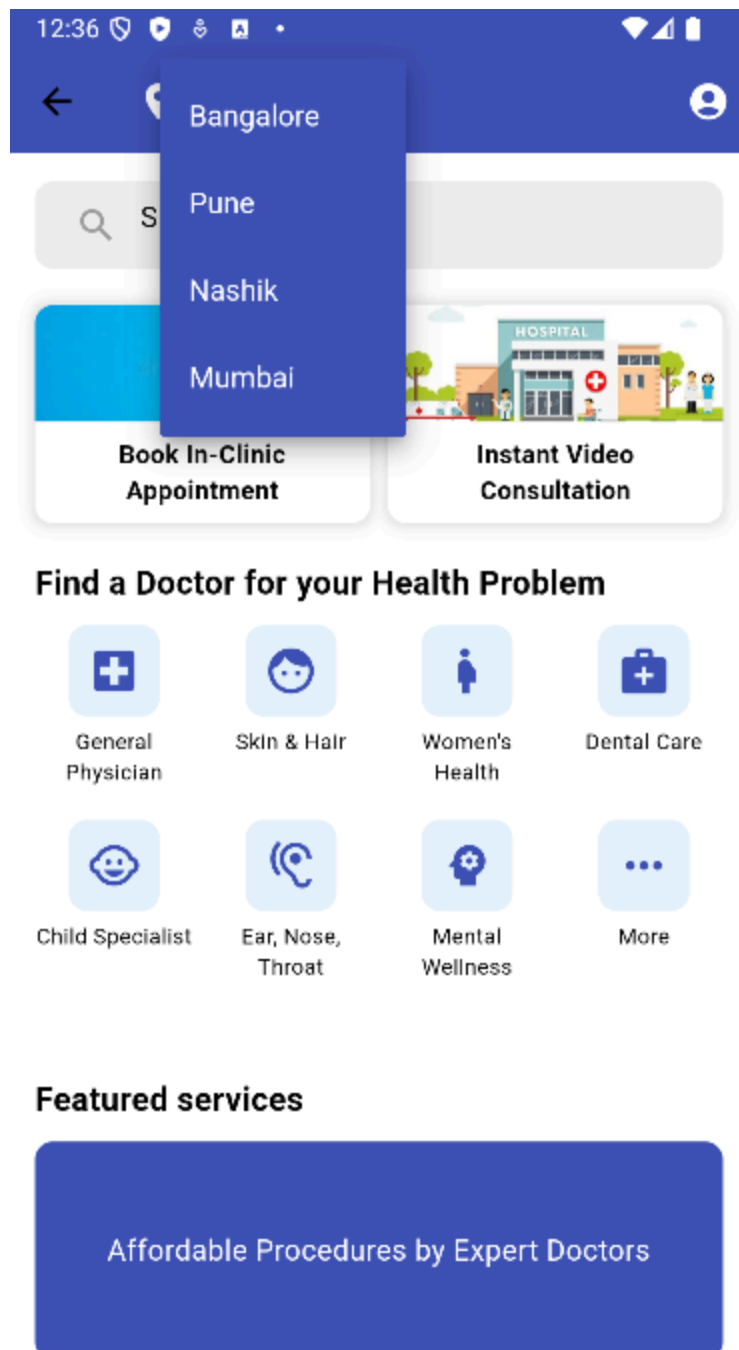 12:36
Bangalore
Pune
Nashik
Mumbai
S
HOSPITAL
Book In-Clinic
Appointment
Instant Video
Consultation
Find a Doctor for your Health Problem
General
Physician
Skin & Hair
Women's
Health
Dental Care
Child Specialist
Ear, Nose,
Throat
Mental
Wellness
More
Featured services
Affordable Procedures by Expert Doctors